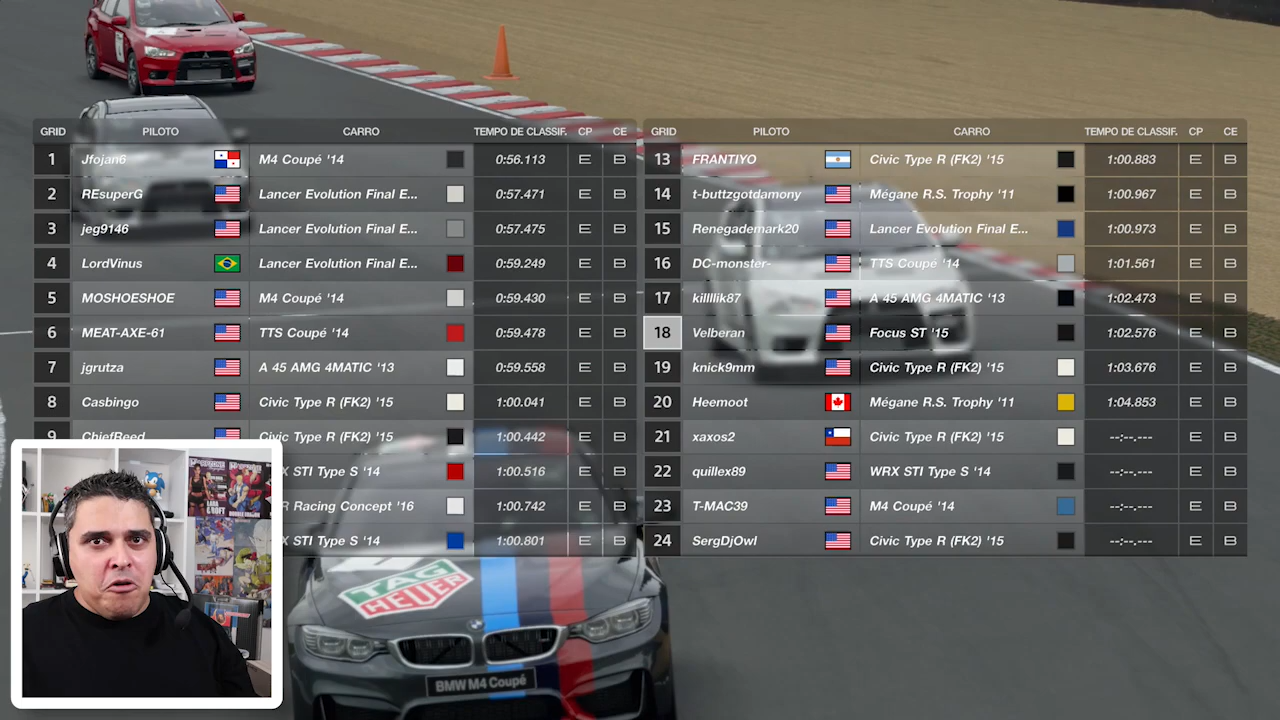 GRID PILOTO CARRO TEMPO DE CLASSIF. CP CE
1 Jfojan6 M4 Coupé '14 0:56.113 E B
2 REsuperG Lancer Evolution Final E... 0:57.471 E B
3 jeg9146 Lancer Evolution Final E... 0:57.475 E B
4 LordVinus Lancer Evolution Final E... 0:59.249 E B
5 MOSHOESHOE M4 Coupé '14 0:59.430 E B
6 MEAT-AXE-61 TTS Coupé '14 0:59.478 E B
7 jgrutza A 45 AMG 4MATIC '13 0:59.558 E B
8 Casbingo Civic Type R (FK2) '15 1:00.041 E B
9 ChiefReed Civic Type R (FK2) '15 1:00.442 E B
X STI Type S '14 1:00.516 E B
R Racing Concept '16 1:00.742 E B
X STI Type S '14 1:00.801 E B
GRID PILOTO CARRO TEMPO DE CLASSIF. CP CE
13 FRANTIYO Civic Type R (FK2) '15 1:00.883 E B
14 t-buttzgotdamony Mégane R.S. Trophy '11 1:00.967 E B
15 Renegademark20 Lancer Evolution Final E... 1:00.973 E B
16 DC-monster- TTS Coupé '14 1:01.561 E B
17 killllik87 A 45 AMG 4MATIC '13 1:02.473 E B
18 Velberan Focus ST '15 1:02.576 E B
19 knick9mm Civic Type R (FK2) '15 1:03.676 E B
20 Heemoot Mégane R.S. Trophy '11 1:04.853 E B
21 xaxos2 Civic Type R (FK2) '15 --:--.--- E B
22 quillex89 WRX STI Type S '14 --:--.--- E B
23 T-MAC39 M4 Coupé '14 --:--.--- E B
24 SergDjOwl Civic Type R (FK2) '15 --:--.--- E B
TAG
HEUER
BMW M4 Coupé